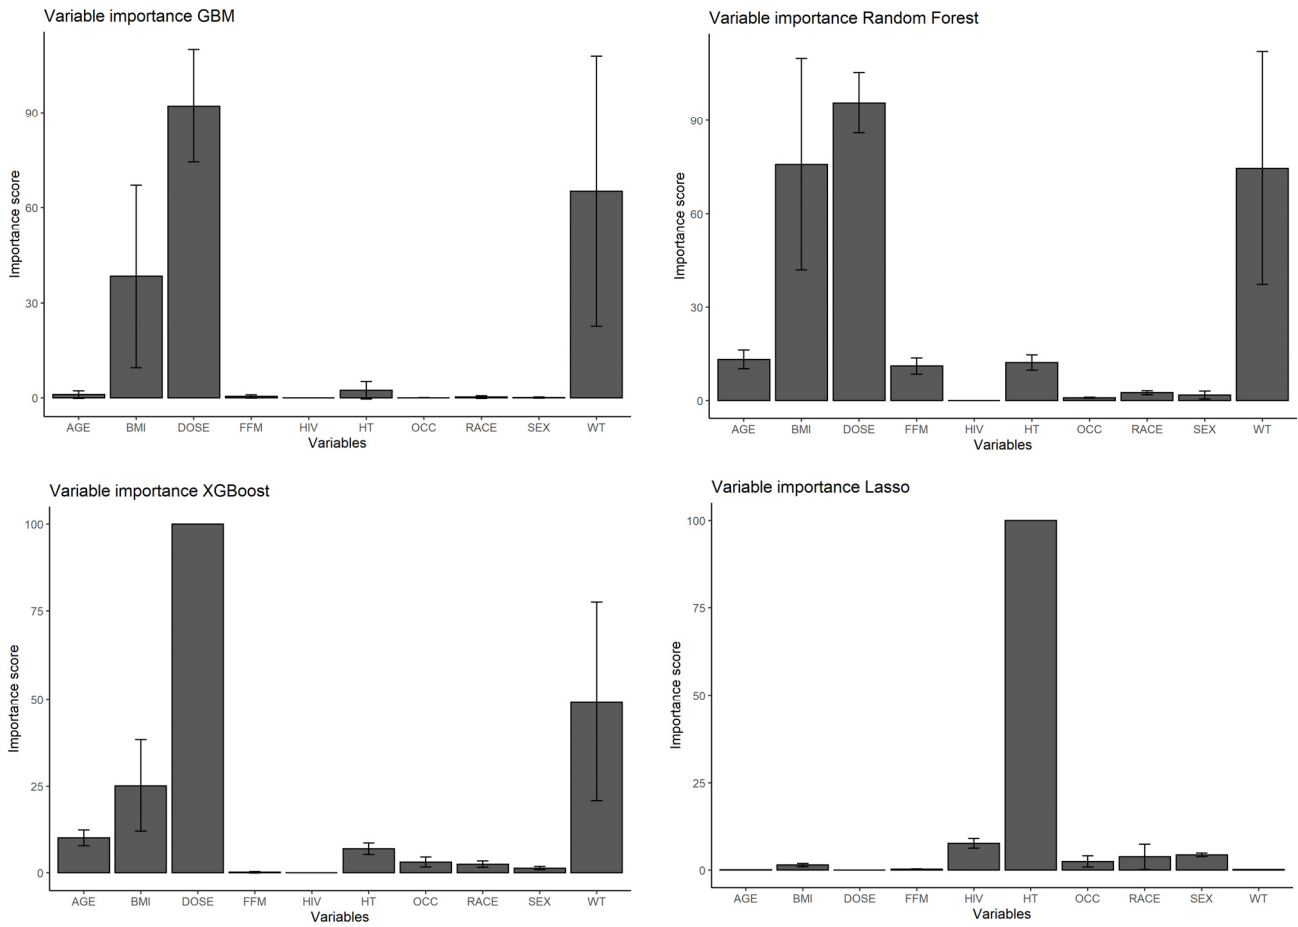 Variable importance GBM
Importance score
90
60
30
0
AGE BMI DOSE FFM HIV HT OCC RACE SEX WT
Variables
Variable importance Random Forest
Importance score
90
60
30
0
AGE BMI DOSE FFM HIV HT OCC RACE SEX WT
Variables
Variable importance XGBoost
Importance score
100
75
50
25
0
AGE BMI DOSE FFM HIV HT OCC RACE SEX WT
Variables
Variable importance Lasso
Importance score
100
75
50
25
0
AGE BMI DOSE FFM HIV HT OCC RACE SEX WT
Variables